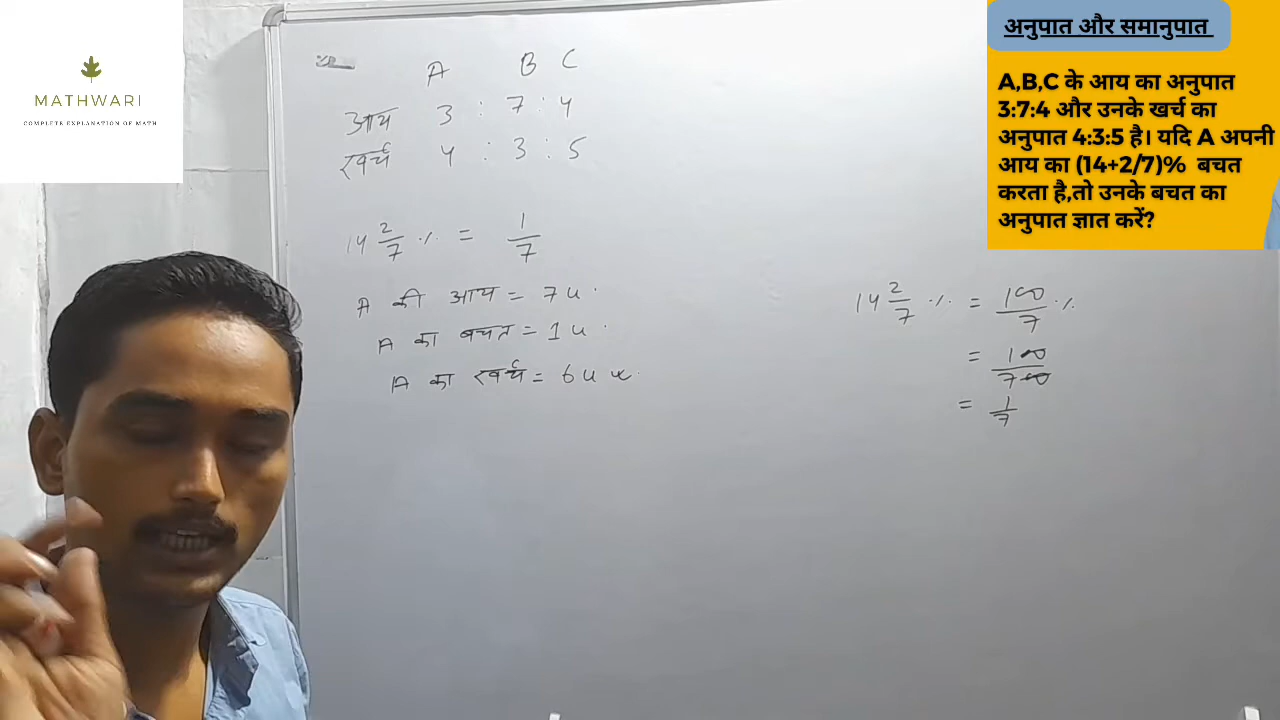 MATHWARI
COMPLETE EXPLANATION OF MATH
अनुपात और समानुपात
A,B,C के आय का अनुपात
3:7:4 और उनके खर्च का
अनुपात 4:3:5 है। यदि A अपनी
आय का (14+2/7)% बचत
करता है,तो उनके बचत का
अनुपात ज्ञात करें?
A B C
आय 3 : 7 : 4
खर्च 4 : 3 : 5
14 2/7 % = 1/7
A की आय = 7u
A का बचत = 1u
A का खर्च = 6u
14 2/7 % = 100/7 %
= 100/700
= 1/7